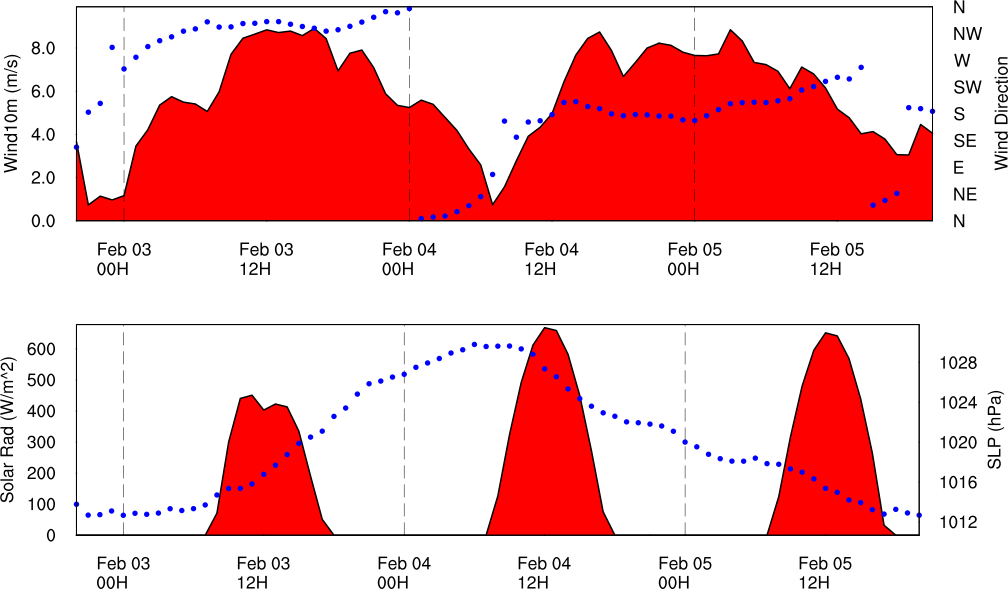 N
NW
8.0
W
6.0
SW
S
4.0
SE
E
2.0
NE
0.0
N
Wind10m (m/s)
Wind Direction
Feb 03 Feb 03 Feb 04 Feb 04 Feb 05 Feb 05
00H 12H 00H 12H 00H 12H
600
1028
500
1024
400
300
1020
200
1016
100
1012
0
Solar Rad (W/m^2)
SLP (hPa)
Feb 03 Feb 03 Feb 04 Feb 04 Feb 05 Feb 05
00H 12H 00H 12H 00H 12H